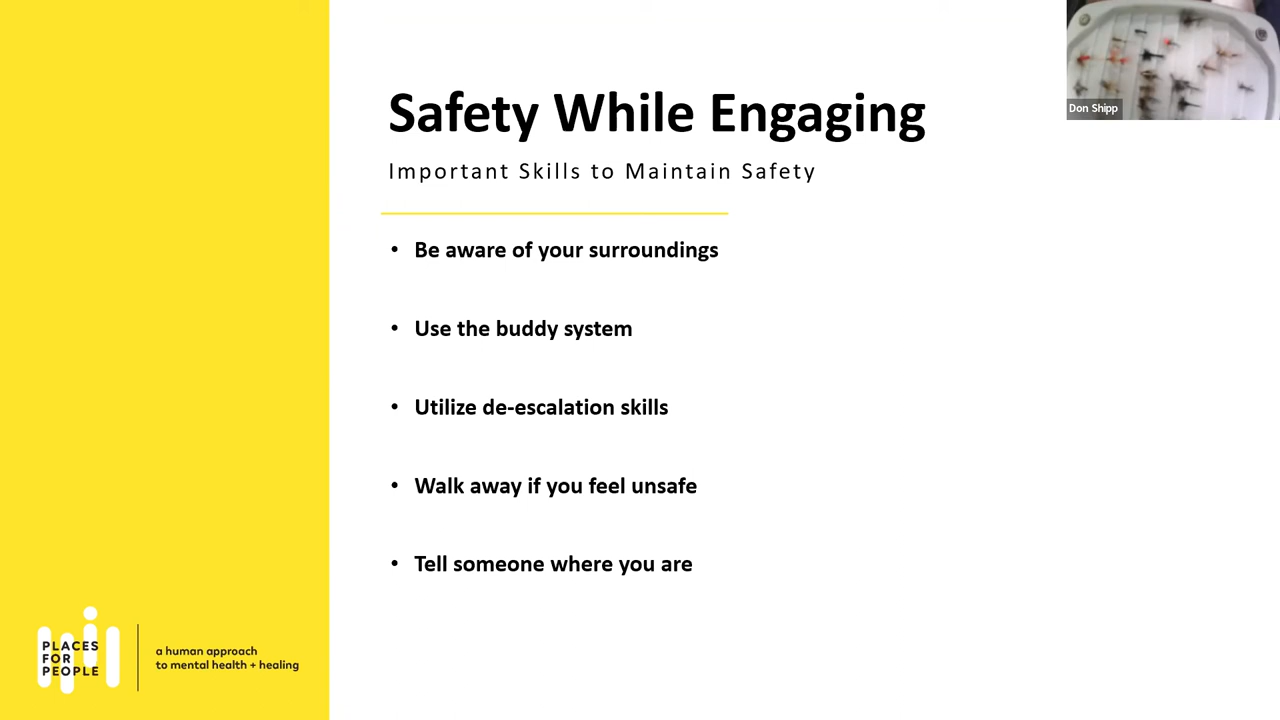 Safety While Engaging
Important Skills to Maintain Safety
• Be aware of your surroundings
• Use the buddy system
• Utilize de-escalation skills
• Walk away if you feel unsafe
• Tell someone where you are
Don Shipp
PLACES
FOR
PEOPLE
a human approach
to mental health + healing